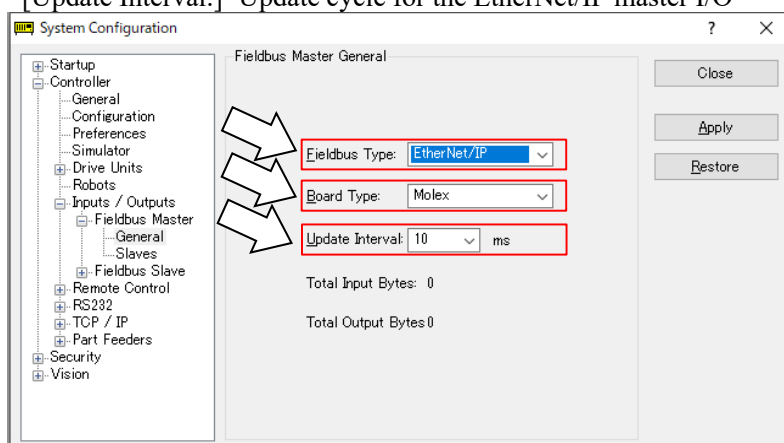 [Update Interval:] Update cycle for the EtherNet/IP master I/O
System Configuration
? ×
Startup
Controller
General
Configuration
Preferences
Simulator
Drive Units
Robots
Inputs / Outputs
Fieldbus Master
General
Slaves
Fieldbus Slave
Remote Control
RS232
TCP / IP
Part Feeders
Security
Vision
Fieldbus Master General
Fieldbus Type: EtherNet/IP
Board Type: Molex
Update Interval: 10 ms
Total Input Bytes: 0
Total Output Bytes 0
Close
Apply
Restore